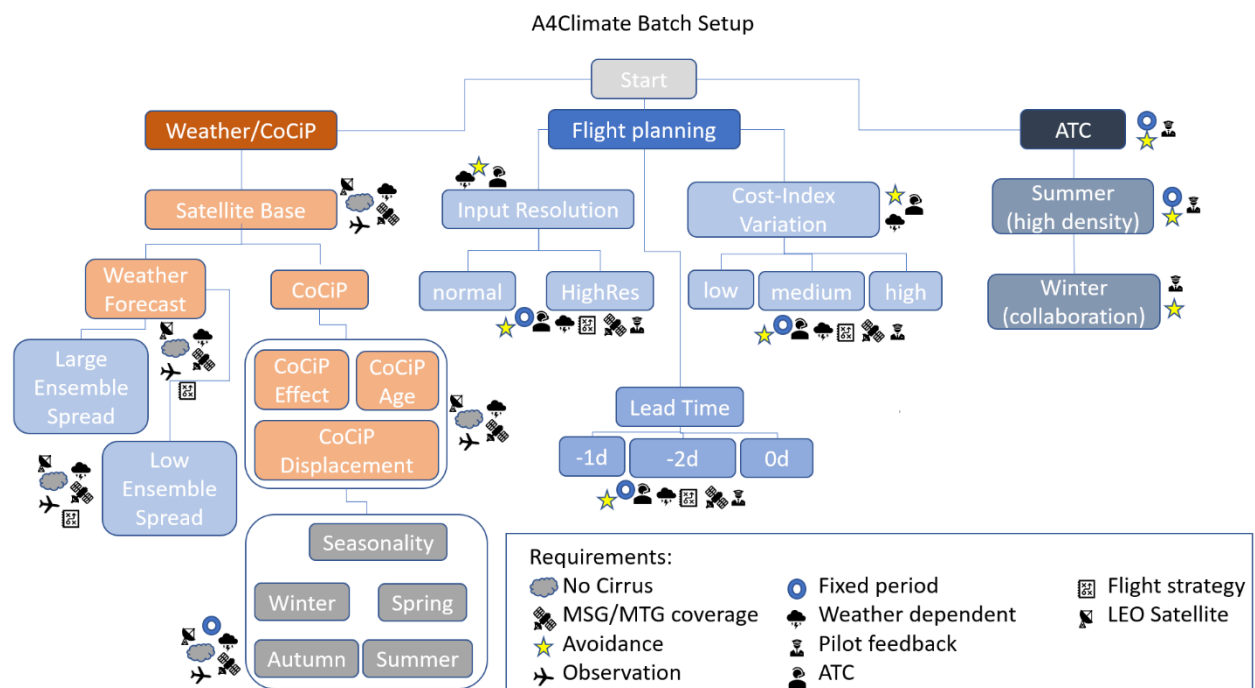 A4Climate Batch Setup
Start
Weather/CoCiP
Flight planning
ATC
Satellite Base
Input Resolution
Cost-Index
Variation
Summer
(high density)
Weather
Forecast
CoCiP
normal
HighRes
low
medium
high
Winter
(collaboration)
Large
Ensemble
Spread
CoCiP
Effect
CoCiP
Age
CoCiP
Displacement
Lead Time
-1d
-2d
0d
Low
Ensemble
Spread
Seasonality
Winter
Spring
Autumn
Summer
Requirements:
No Cirrus
MSG/MTG coverage
Avoidance
Observation
Fixed period
Weather dependent
Pilot feedback
ATC
Flight strategy
LEO Satellite